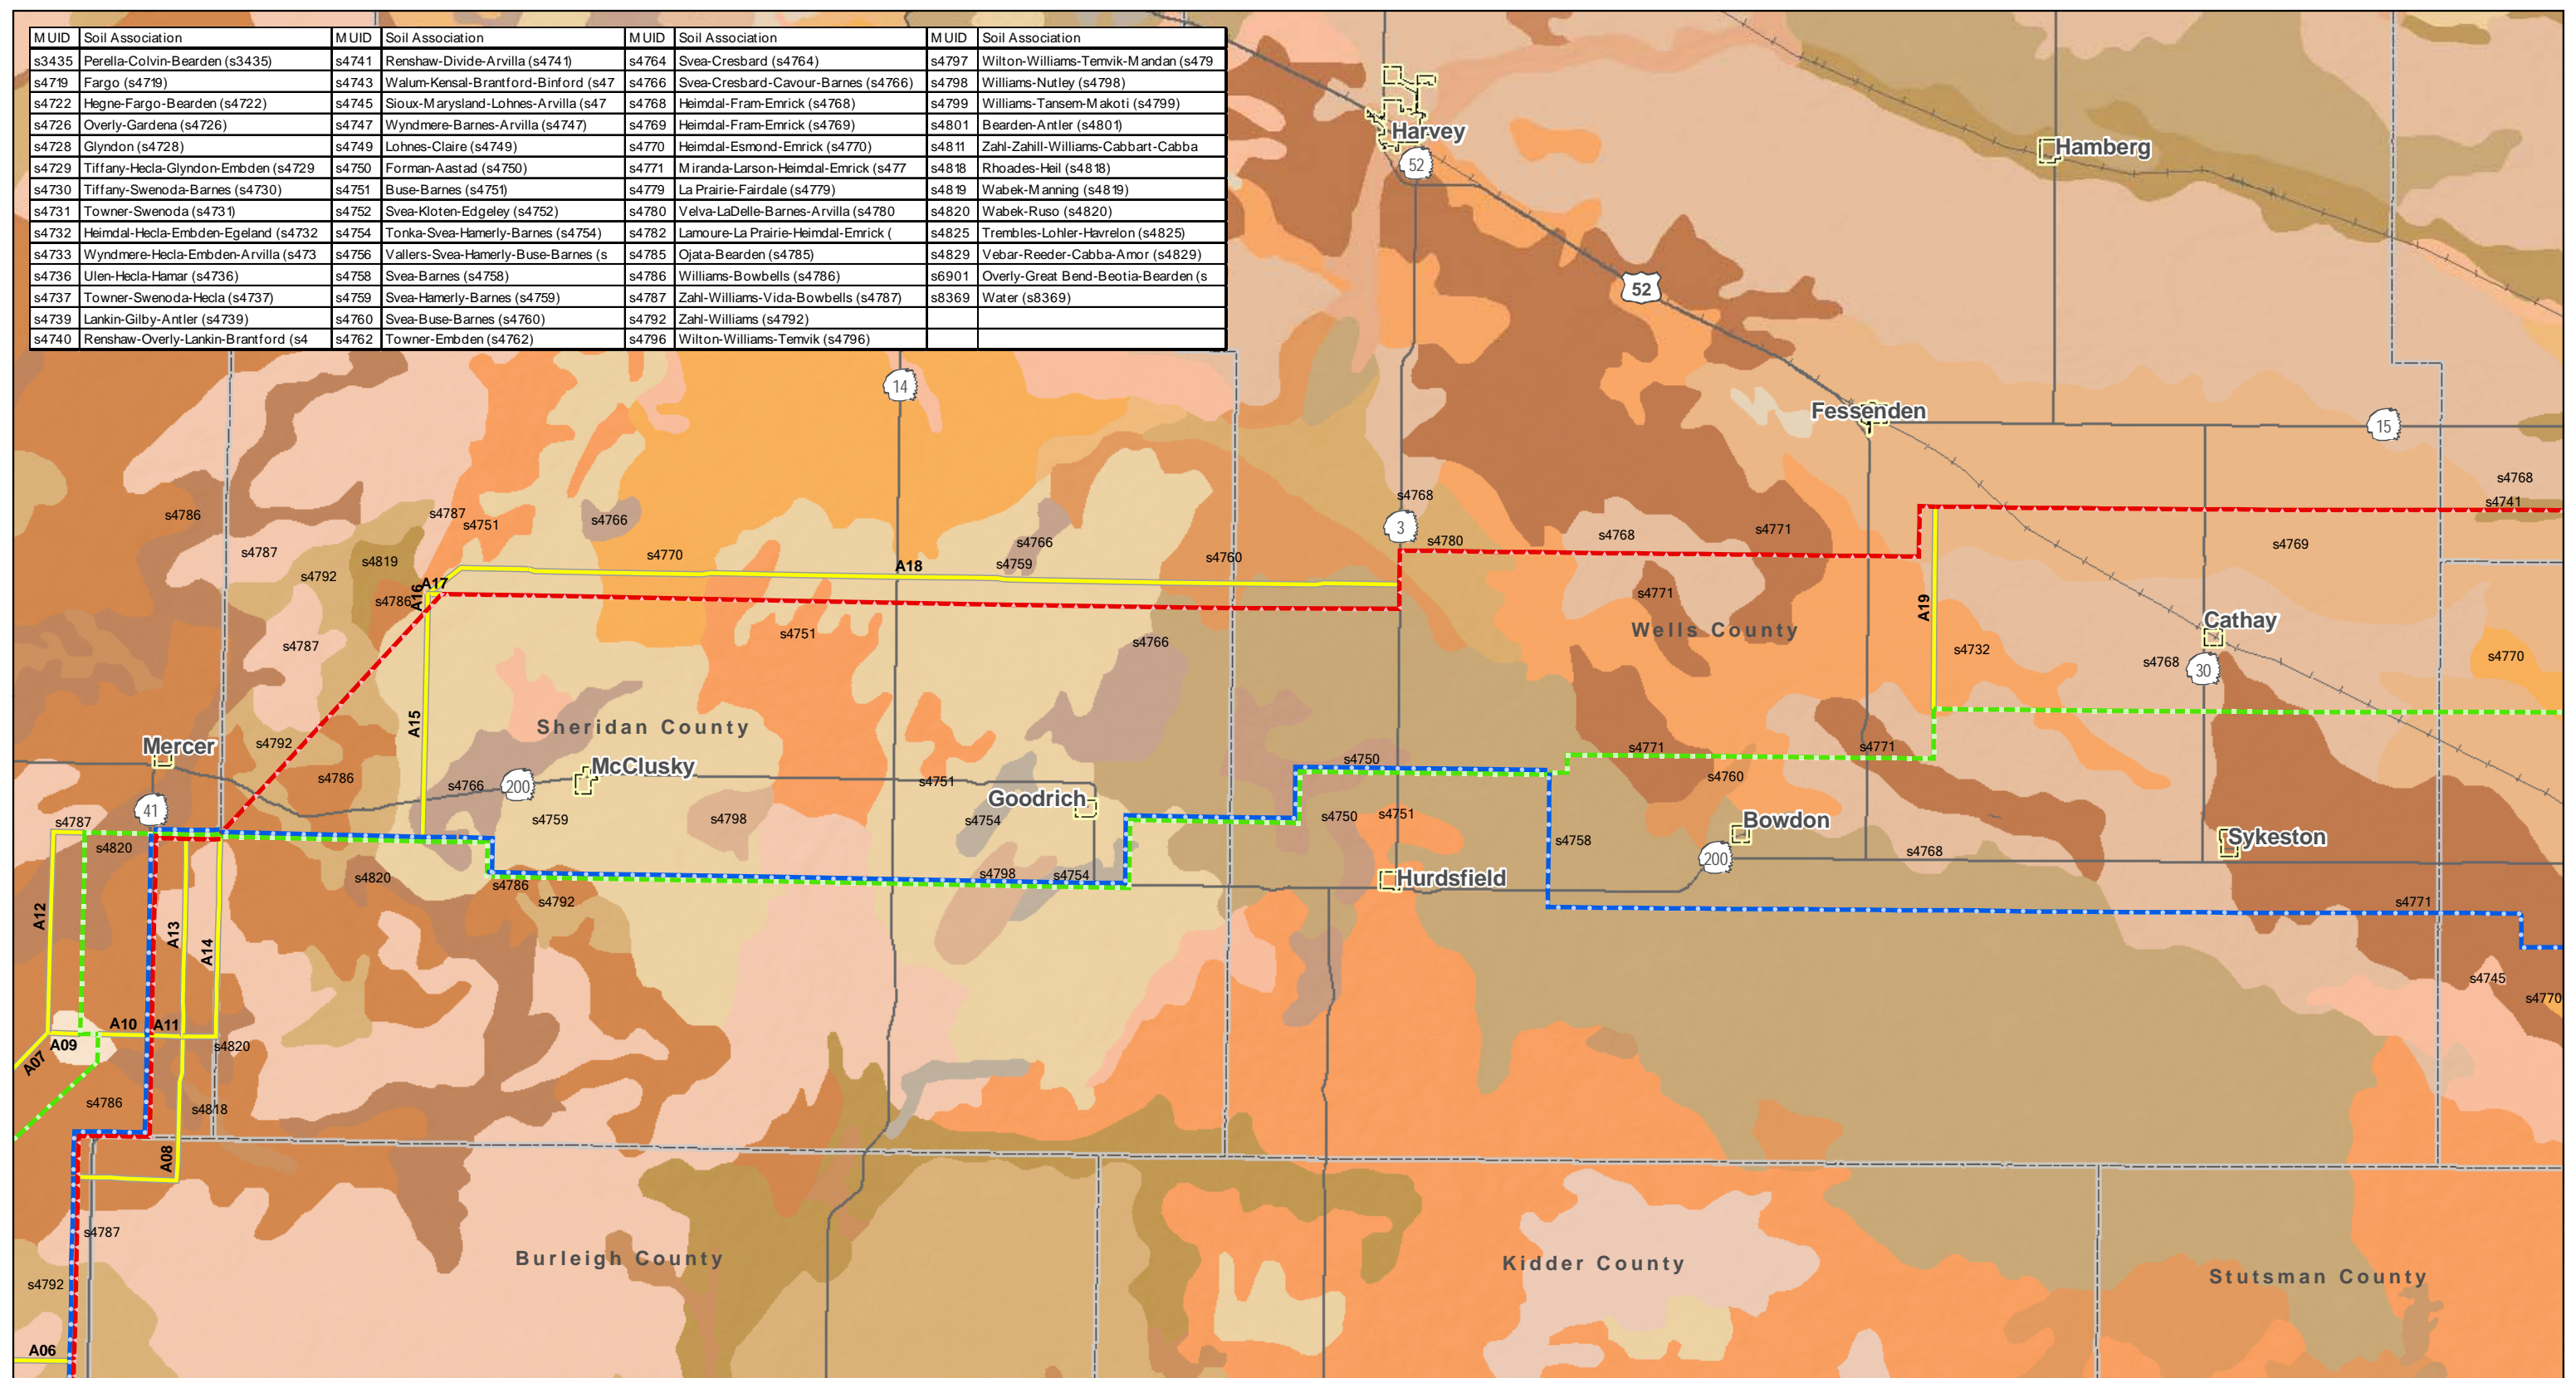 MUID Soil Association MUID Soil Association MUID Soil Association MUID Soil Association
s3435 Perella-Colvin-Bearden (s3435) s4741 Renshaw-Divide-Arvilla (s4741) s4764 Svea-Cresbard (s4764) s4797 Wilton-Williams-Temvik-Mandan (s479
s4719 Fargo (s4719) s4743 Walum-Kensal-Brantford-Binford (s47 s4766 Svea-Cresbard-Cavour-Barnes (s4766) s4798 Williams-Nutley (s4798)
s4722 Hegne-Fargo-Bearden (s4722) s4745 Sioux-Marysland-Lohnes-Arvilla (s47 s4768 Heimdal-Fram-Emrick (s4768) s4799 Williams-Tansem-Makoti (s4799)
s4726 Overly-Gardena (s4726) s4747 Wyndmere-Barnes-Arvilla (s4747) s4769 Heimdal-Fram-Emrick (s4769) s4801 Bearden-Antler (s4801)
s4728 Glyndon (s4728) s4749 Lohnes-Claire (s4749) s4770 Heimdal-Esmond-Emrick (s4770) s4811 Zahl-Zahill-Williams-Cabbart-Cabba
s4729 Tiffany-Hecla-Glyndon-Embden (s4729 s4750 Forman-Aastad (s4750) s4771 Miranda-Larson-Heimdal-Emrick (s477 s4818 Rhoades-Heil (s4818)
s4730 Tiffany-Swenoda-Barnes (s4730) s4751 Buse-Barnes (s4751) s4779 La Prairie-Fairdale (s4779) s4819 Wabek-Manning (s4819)
s4731 Towner-Swenoda (s4731) s4752 Svea-Kloten-Edgeley (s4752) s4780 Velva-LaDelle-Barnes-Arvilla (s4780 s4820 Wabek-Ruso (s4820)
s4732 Heimdal-Hecla-Embden-Egeland (s4732 s4754 Tonka-Svea-Hamerly-Barnes (s4754) s4782 Lamoure-La Prairie-Heimdal-Emrick ( s4825 Trembles-Lohler-Havrelon (s4825)
s4733 Wyndmere-Hecla-Embden-Arvilla (s473 s4756 Vallers-Svea-Hamerly-Buse-Barnes (s s4785 Ojata-Bearden (s4785) s4829 Vebar-Reeder-Cabba-Amor (s4829)
s4736 Ulen-Hecla-Hamar (s4736) s4758 Svea-Barnes (s4758) s4786 Williams-Bowbells (s4786) s6901 Overly-Great Bend-Beotia-Bearden (s
s4737 Towner-Swenoda-Hecla (s4737) s4759 Svea-Hamerly-Barnes (s4759) s4787 Zahl-Williams-Vida-Bowbells (s4787) s8369 Water (s8369)
s4739 Lankin-Gilby-Antler (s4739) s4760 Svea-Buse-Barnes (s4760) s4792 Zahl-Williams (s4792)
s4740 Renshaw-Overly-Lankin-Brantford (s4 s4762 Towner-Embden (s4762) s4796 Wilton-Williams-Temvik (s4796)
Harvey
52
Hamberg
52
14
Fessenden
15
s4768
s4768
s4741
s4786
s4787
s4751
s4766
3
s4771
s4768
s4780
s4766
s4760
s4769
s4787
s4770
s4819
s4759
A18
s4792
A17
A16
s4786
s4771
A19
Wells County
Cathay
s4751
s4766
s4787
s4732
s4768
30
s4770
A15
Sheridan County
s4792
Mercer
s4771
s4771
s4750
McClusky
s4786
s4766
200
s4751
s4760
Goodrich
41
s4787
s4759
s4798
s4754
s4750
s4751
Bowdon
Sykeston
s4820
s4758
200
s4768
s4820
s4786
s4798
s4754
Hurdsfield
s4792
s4771
A12
A13
A14
s4745
s4770
A10
A11
A09
s4820
A07
s4786
s4818
A08
s4787
Burleigh County
Kidder County
Stutsman County
s4792
A06